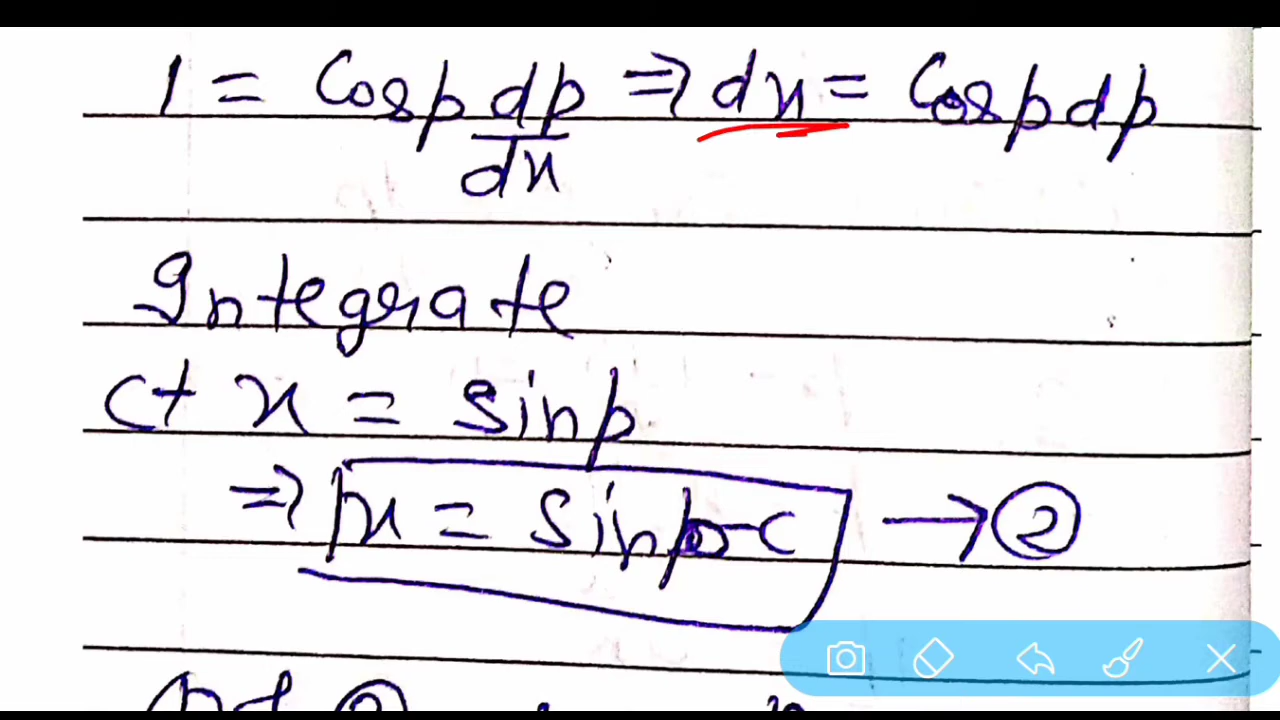 1 = Cosp dp/dx ⇒ dx = Cosp dp
Integrate
C+ x = sinp
⇒ x = sinp-c → ②